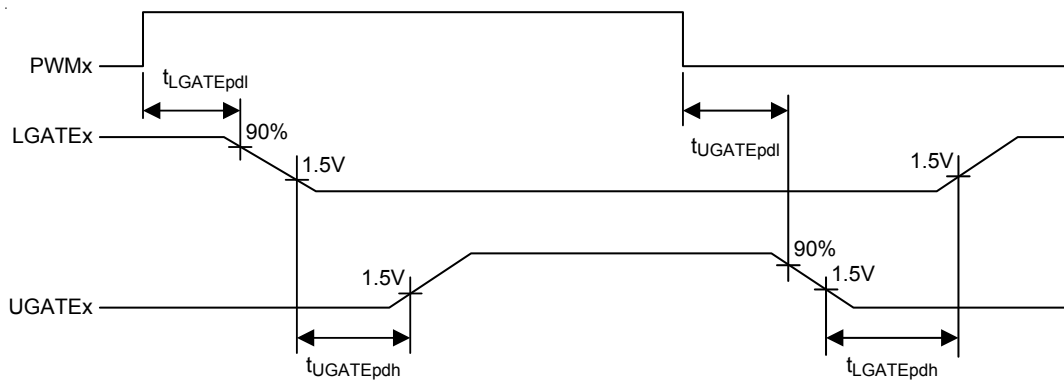 PWMx
tLGATEpdl
LGATEx
90%
1.5V
tUGATEpdl
1.5V
90%
1.5V
1.5V
UGATEx
tUGATEpdh
tLGATEpdh